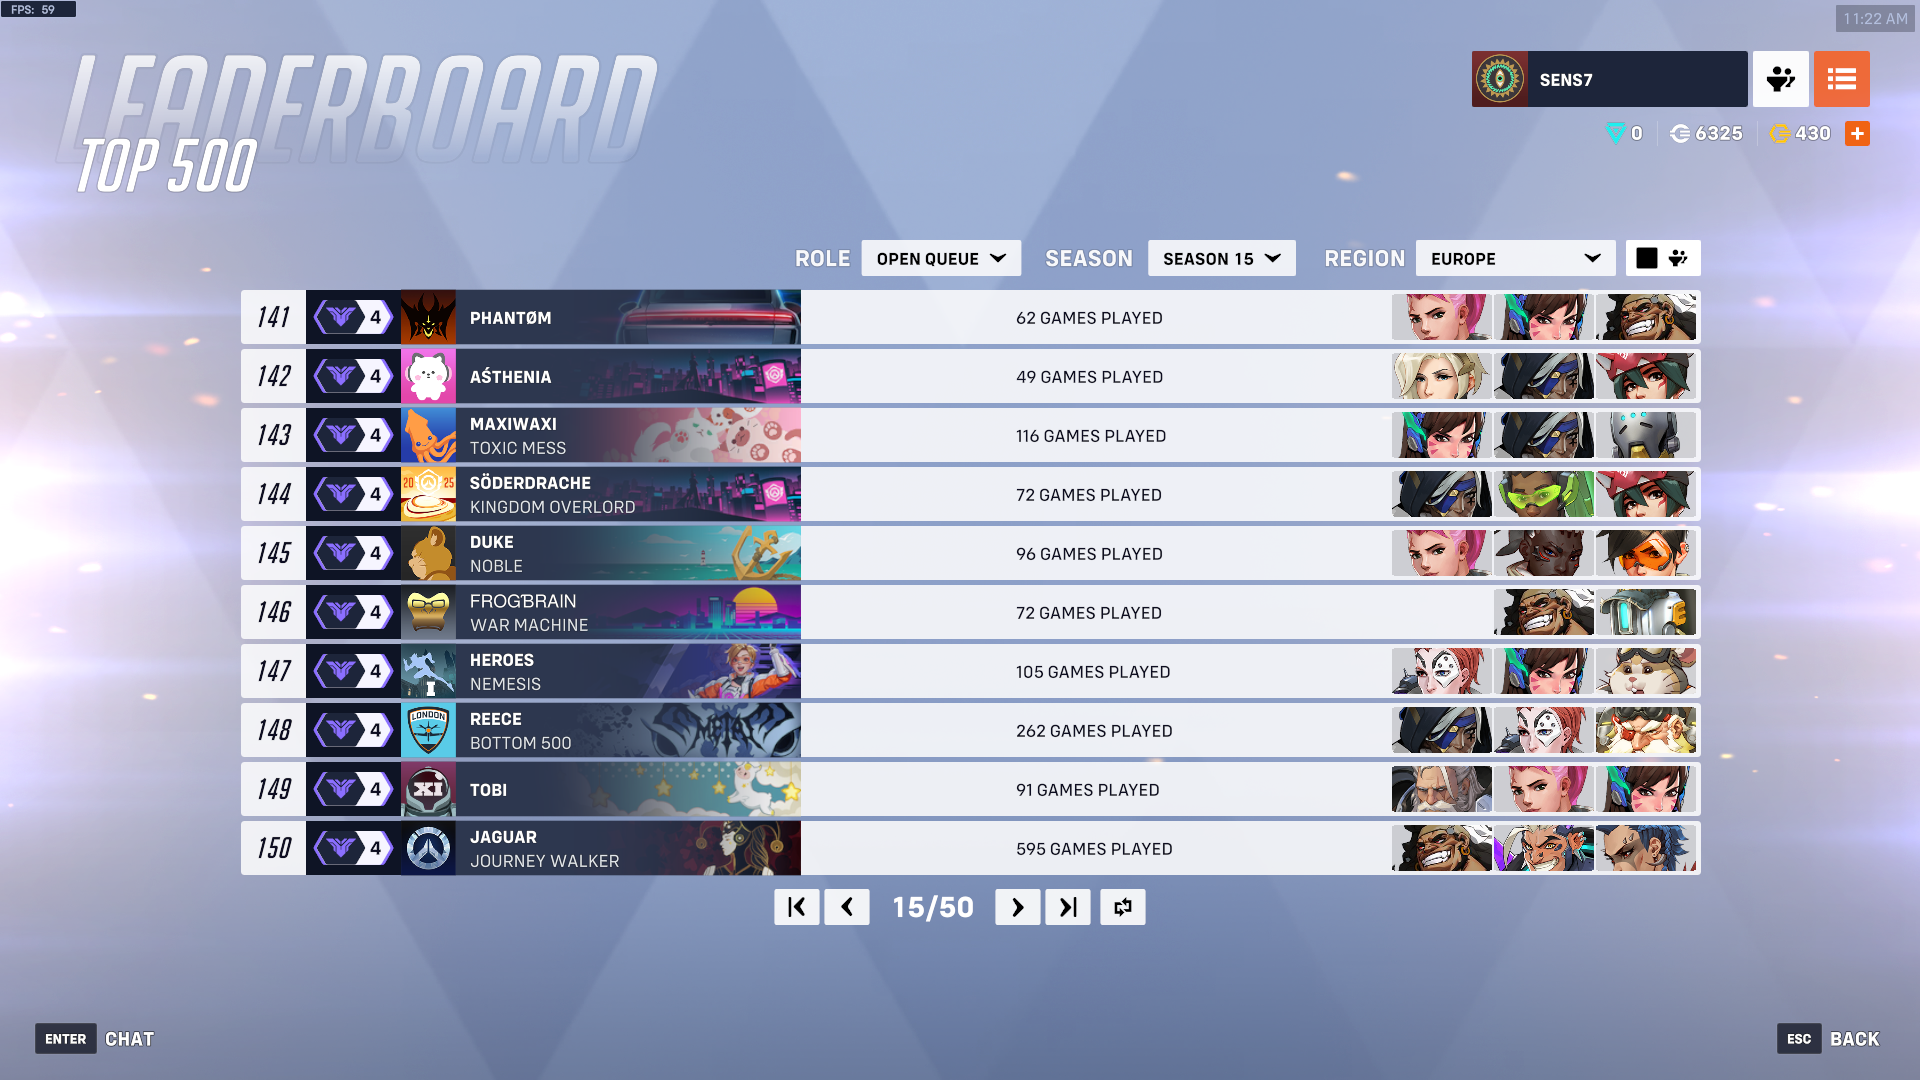 FPS: 59
11:22 AM
LEADERBOARD
TOP 500
SENS7
0 6325 430
ROLE OPEN QUEUE SEASON SEASON 15 REGION EUROPE
141 4 PHANTØM 62 GAMES PLAYED
142 4 AŚTHENIA 49 GAMES PLAYED
143 4 MAXIWAXI 116 GAMES PLAYED
TOXIC MESS
144 4 2025 SÖDERDRACHE 72 GAMES PLAYED
KINGDOM OVERLORD
145 4 DUKE 96 GAMES PLAYED
NOBLE
146 4 FROGƁRAIN 72 GAMES PLAYED
WAR MACHINE
147 4 I HEROES 105 GAMES PLAYED
NEMESIS
148 4 LONDON REECE 262 GAMES PLAYED
BOTTOM 500
149 4 XI TOBI 91 GAMES PLAYED
150 4 JAGUAR 595 GAMES PLAYED
JOURNEY WALKER
15/50
ENTER CHAT
ESC BACK